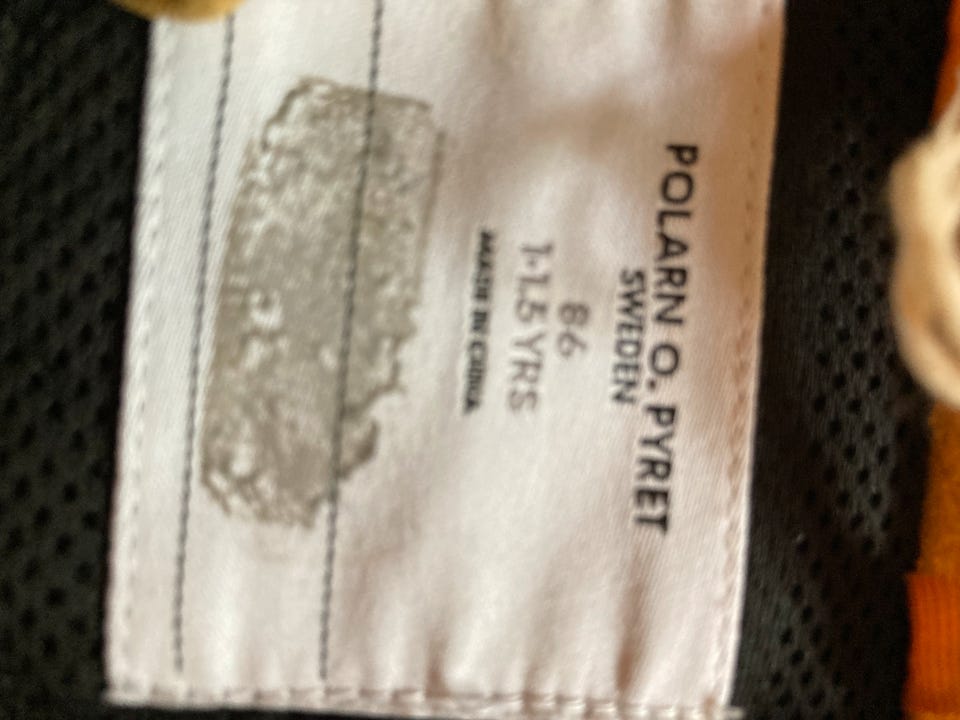 POLARN O. PYRET
SWEDEN
86
1-1.5 YRS
MADE IN CHINA